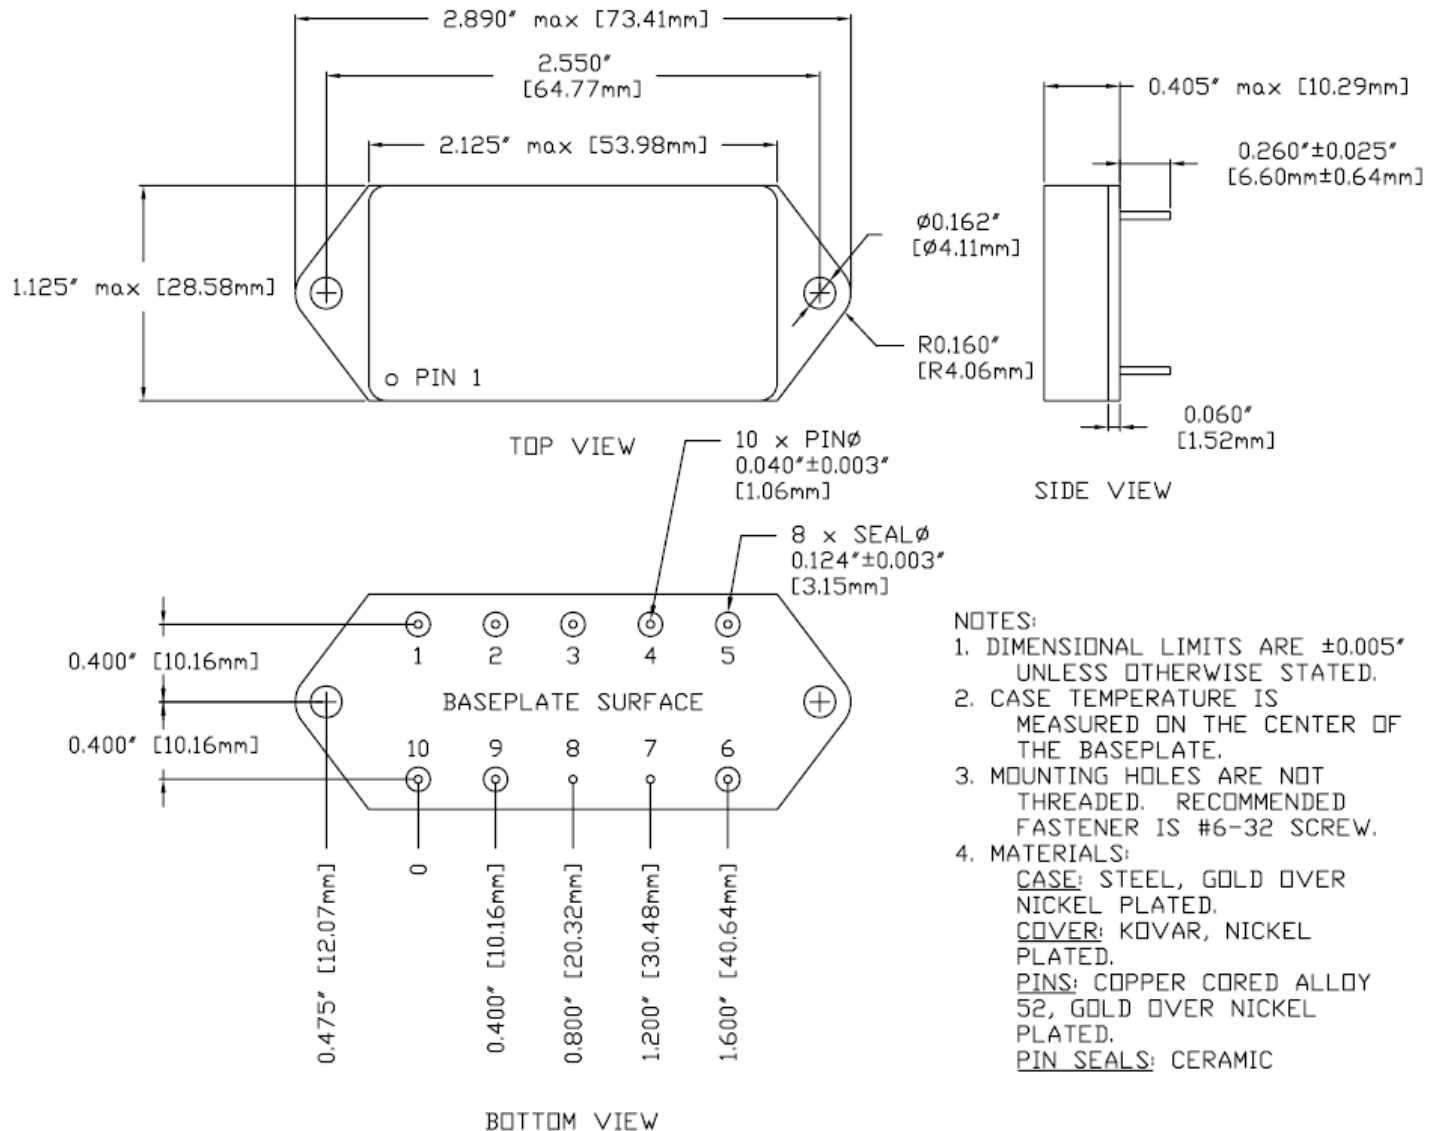 2.890″ max [73.41mm]
2.550″
[64.77mm]
2.125″ max [53.98mm]
1.125″ max [28.58mm]
PIN 1
Ø0.162″
[Ø4.11mm]
R0.160″
[R4.06mm]
TOP VIEW
0.405″ max [10.29mm]
0.260″±0.025″
[6.60mm±0.64mm]
0.060″
[1.52mm]
SIDE VIEW
10 x PINØ
0.040″±0.003″
[1.06mm]
8 x SEALØ
0.124″±0.003″
[3.15mm]
0.400″ [10.16mm]
0.400″ [10.16mm]
1 2 3 4 5
BASEPLATE SURFACE
10 9 8 7 6
0.475″ [12.07mm]
0
0.400″ [10.16mm]
0.800″ [20.32mm]
1.200″ [30.48mm]
1.600″ [40.64mm]
BOTTOM VIEW
NOTES:
1. DIMENSIONAL LIMITS ARE ±0.005″
UNLESS OTHERWISE STATED.
2. CASE TEMPERATURE IS
MEASURED ON THE CENTER OF
THE BASEPLATE.
3. MOUNTING HOLES ARE NOT
THREADED. RECOMMENDED
FASTENER IS #6-32 SCREW.
4. MATERIALS:
CASE: STEEL, GOLD OVER
NICKEL PLATED.
COVER: KOVAR, NICKEL
PLATED.
PINS: COPPER CORED ALLOY
52, GOLD OVER NICKEL
PLATED.
PIN SEALS: CERAMIC